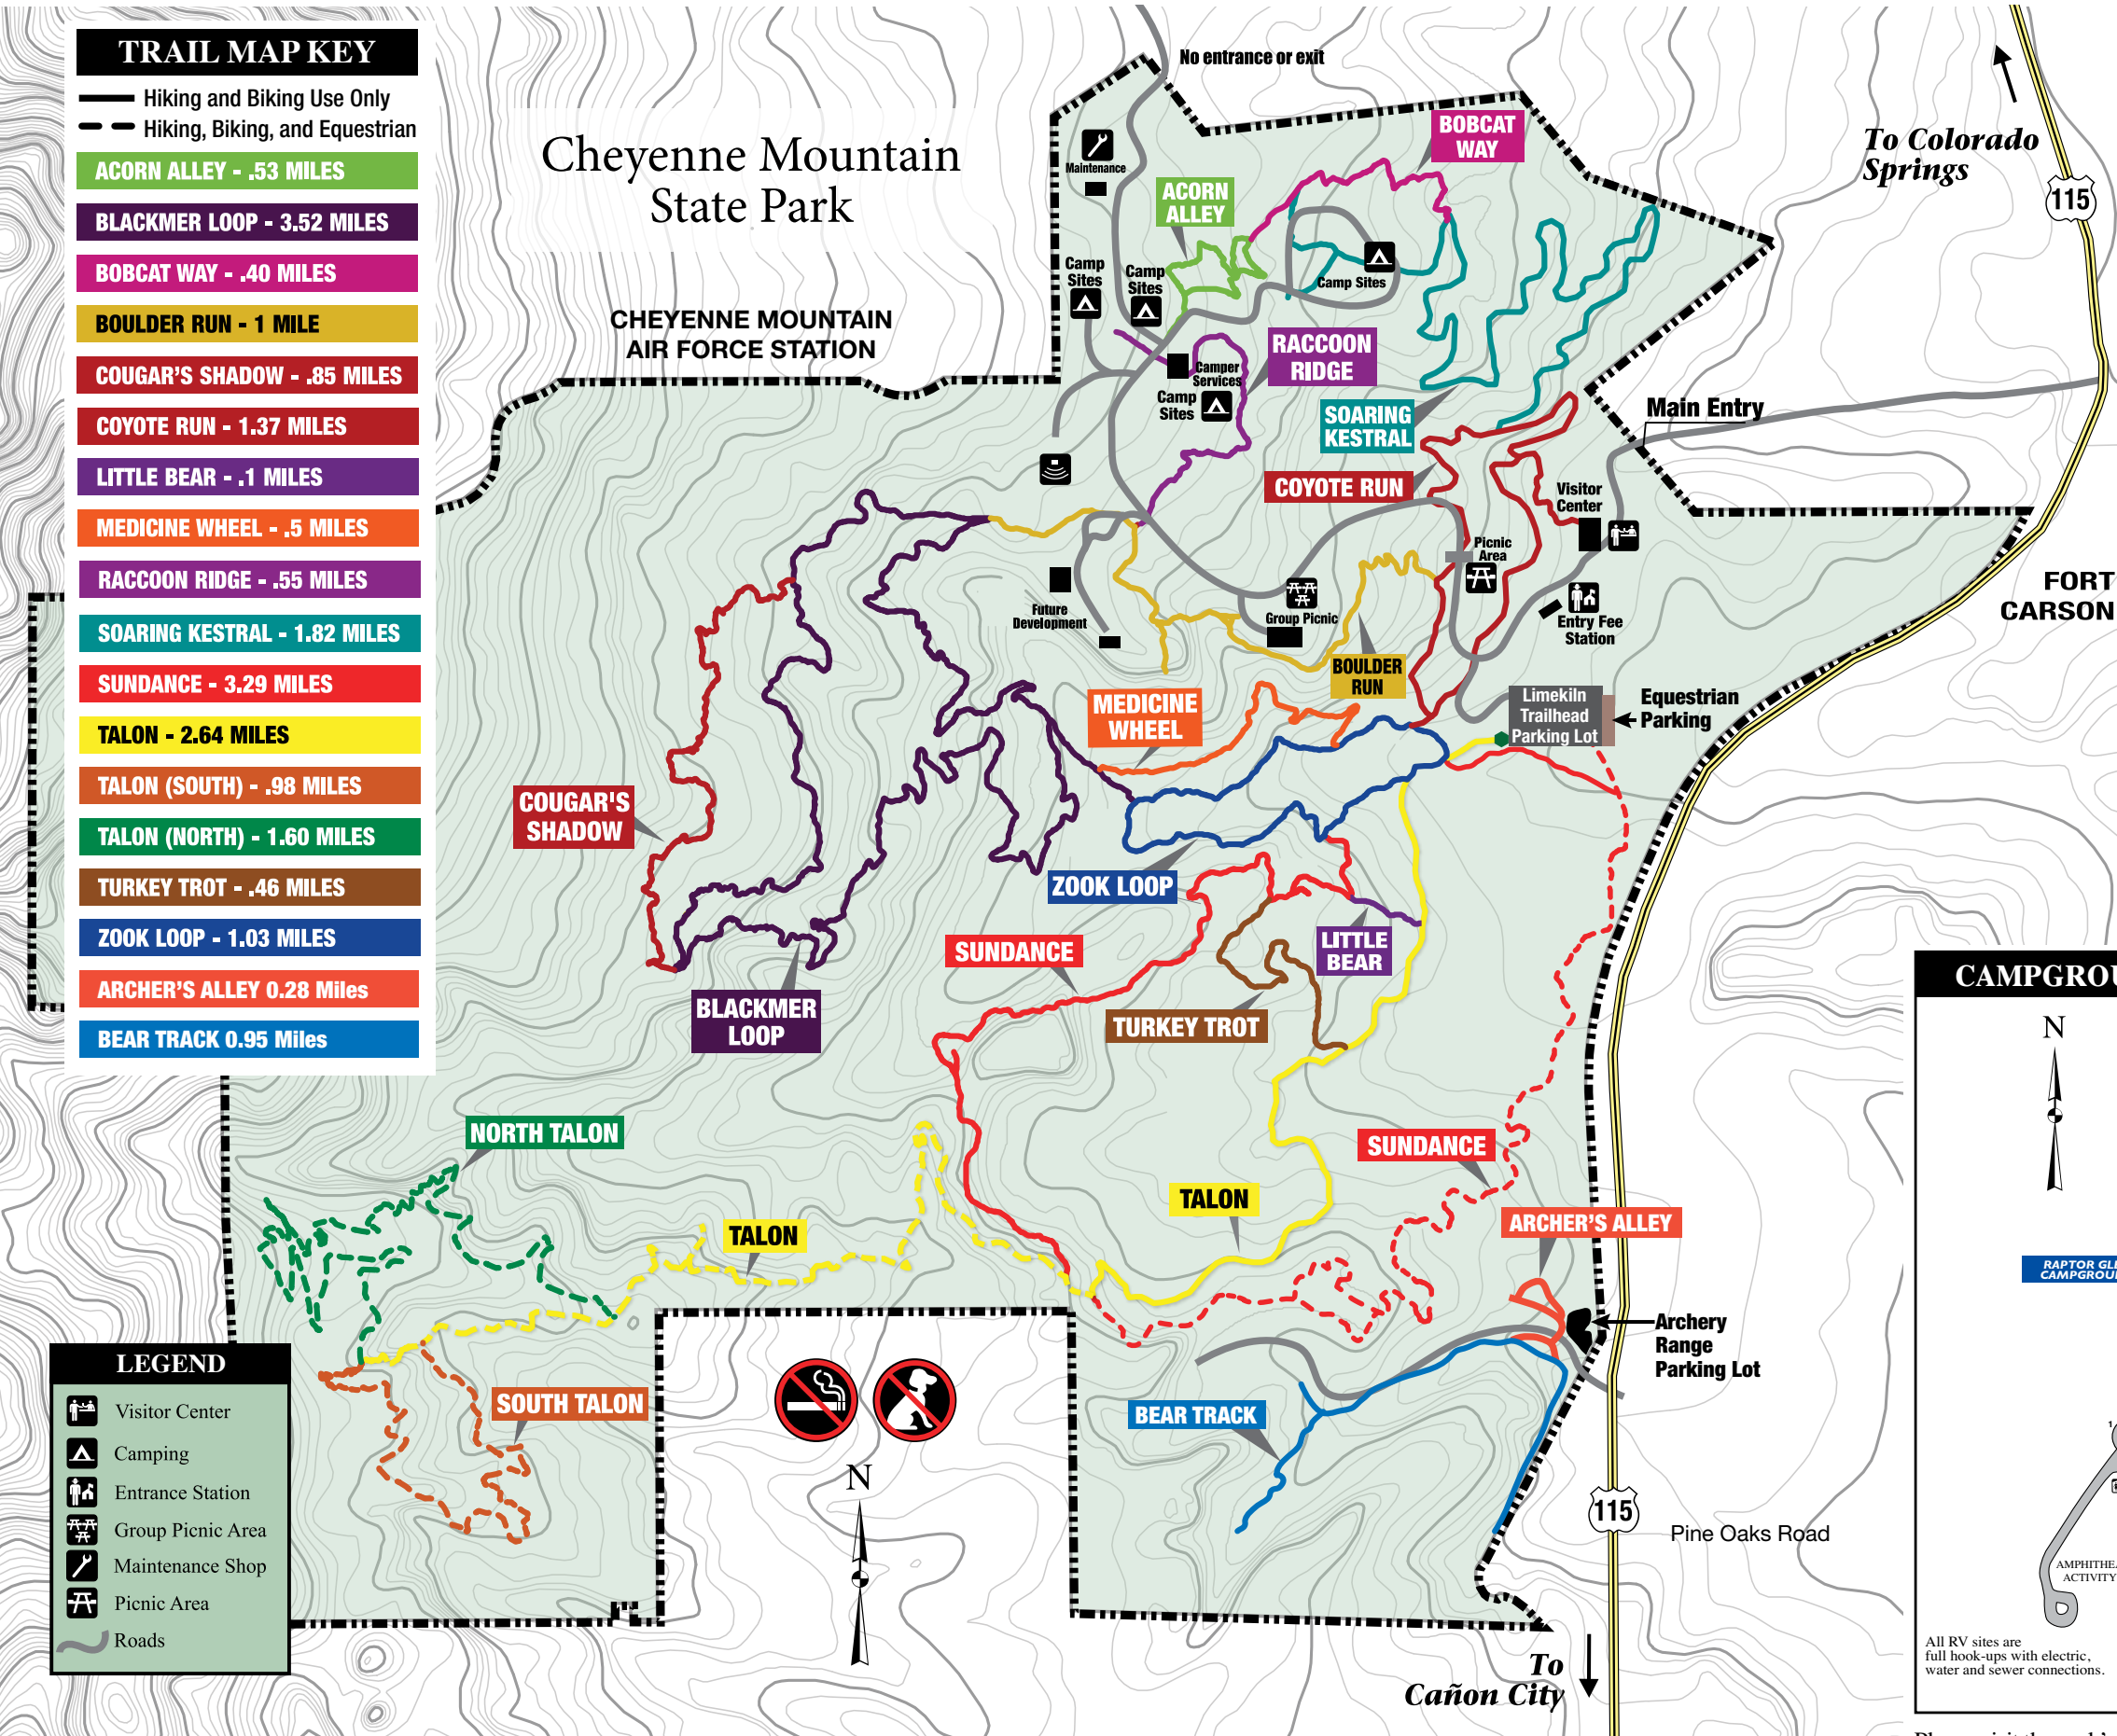 TRAIL MAP KEY
Hiking and Biking Use Only
Hiking, Biking, and Equestrian
ACORN ALLEY - .53 MILES
BLACKMER LOOP - 3.52 MILES
BOBCAT WAY - .40 MILES
BOULDER RUN - 1 MILE
COUGAR'S SHADOW - .85 MILES
COYOTE RUN - 1.37 MILES
LITTLE BEAR - .1 MILES
MEDICINE WHEEL - .5 MILES
RACCOON RIDGE - .55 MILES
SOARING KESTRAL - 1.82 MILES
SUNDANCE - 3.29 MILES
TALON - 2.64 MILES
TALON (SOUTH) - .98 MILES
TALON (NORTH) - 1.60 MILES
TURKEY TROT - .46 MILES
ZOOK LOOP - 1.03 MILES
ARCHER'S ALLEY 0.28 Miles
BEAR TRACK 0.95 Miles
Cheyenne Mountain
State Park
CHEYENNE MOUNTAIN
AIR FORCE STATION
No entrance or exit
Maintenance
BOBCAT
WAY
ACORN
ALLEY
To Colorado
Springs
115
Camp
Sites
Camp
Sites
Camp Sites
Camper
Services
Camp
Sites
RACCOON
RIDGE
SOARING
KESTRAL
Main Entry
COYOTE RUN
Visitor
Center
Picnic
Area
Future
Development
Group Picnic
Entry Fee
Station
FORT
CARSON
BOULDER
RUN
MEDICINE
WHEEL
Limekiln
Trailhead
Parking Lot
Equestrian
Parking
COUGAR'S
SHADOW
ZOOK LOOP
SUNDANCE
LITTLE
BEAR
BLACKMER
LOOP
TURKEY TROT
NORTH TALON
SUNDANCE
TALON
TALON
ARCHER'S ALLEY
Archery
Range
Parking Lot
SOUTH TALON
BEAR TRACK
N
115
Pine Oaks Road
To
Cañon City
LEGEND
Visitor Center
Camping
Entrance Station
Group Picnic Area
Maintenance Shop
Picnic Area
Roads
CAMPGROU
N
RAPTOR GLE
CAMPGROU
1
AMPHITHEA
ACTIVITY
All RV sites are
full hook-ups with electric,
water and sewer connections.